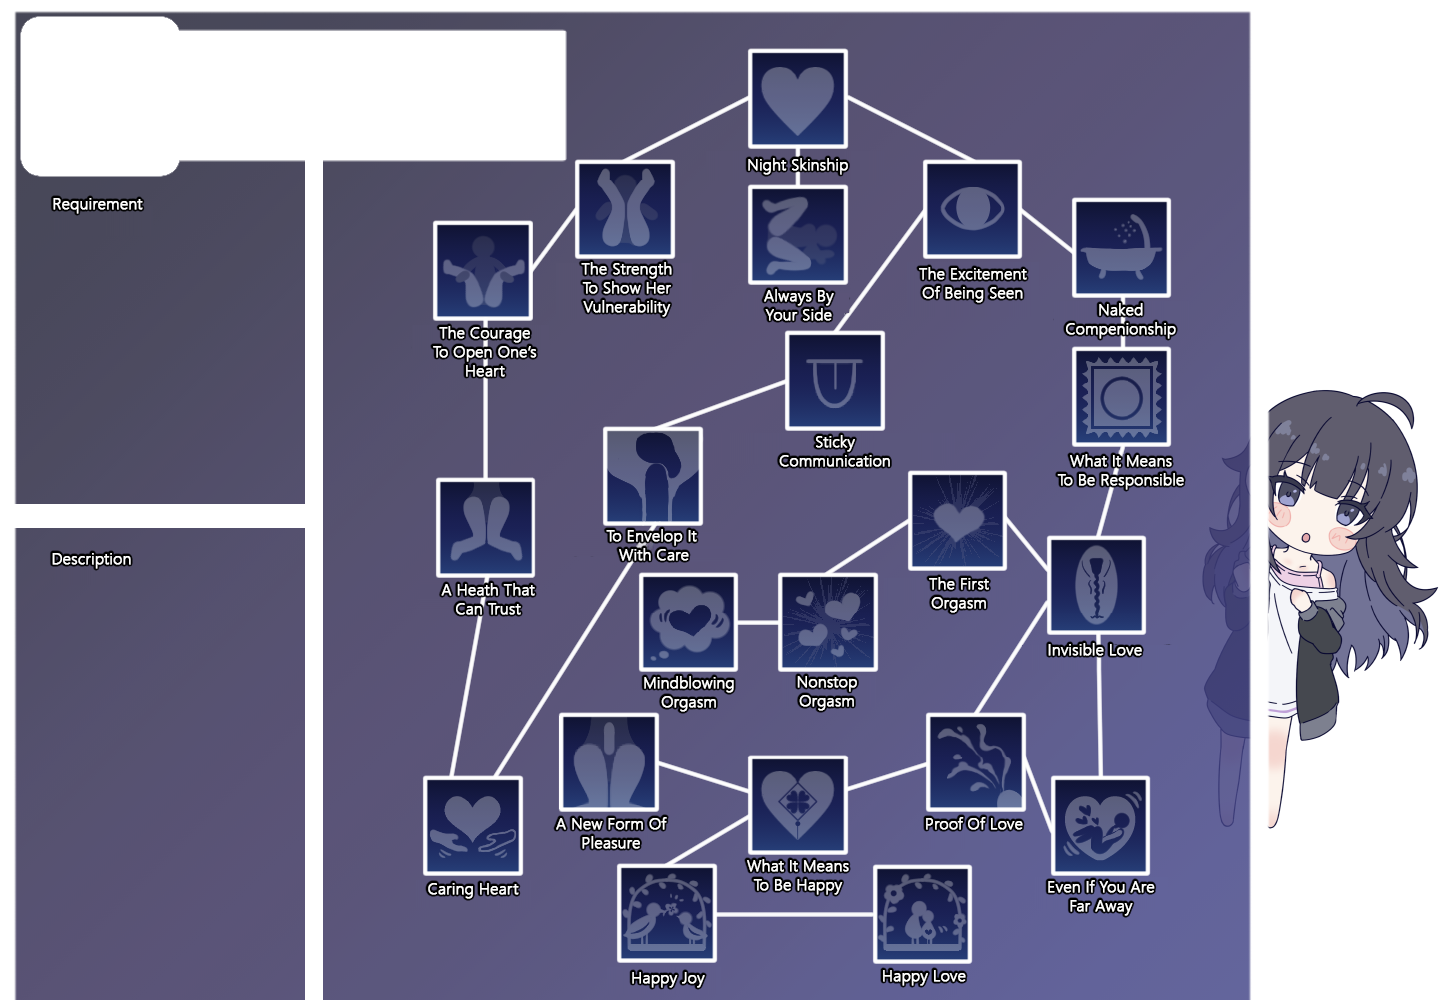 Requirement
Description
Night Skinship
The Strength
To Show Her
Vulnerability
The Courage
To Open One's
Heart
Always By
Your Side
The Excitement
Of Being Seen
Naked
Compenionship
Sticky
Communication
What It Means
To Be Responsible
To Envelop It
With Care
A Heath That
Can Trust
The First
Orgasm
Invisible Love
Mindblowing
Orgasm
Nonstop
Orgasm
A New Form Of
Pleasure
Proof Of Love
What It Means
To Be Happy
Caring Heart
Even If You Are
Far Away
Happy Joy
Happy Love